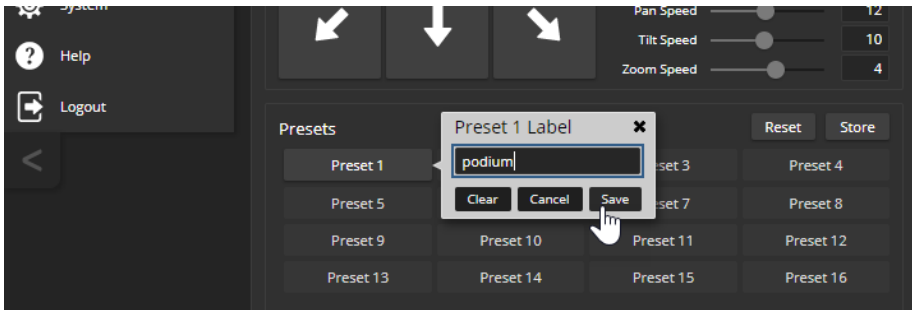 System
Help
Logout
<
Pan Speed 12
Tilt Speed 10
Zoom Speed 4
Presets
Reset Store
Preset 1 Label ✖
podium
Clear Cancel Save
Preset 1 set 3 Preset 4
Preset 5 set 7 Preset 8
Preset 9 Preset 10 Preset 11 Preset 12
Preset 13 Preset 14 Preset 15 Preset 16